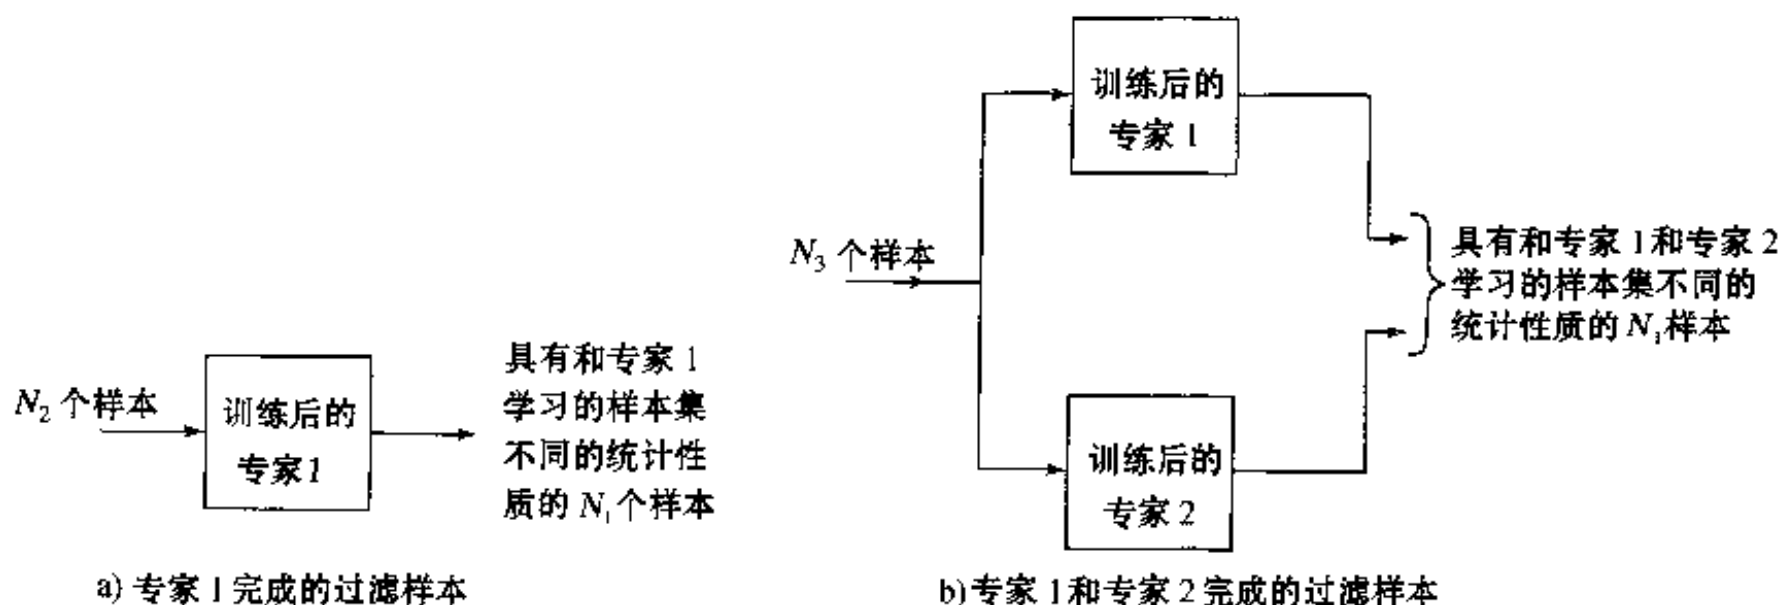 N₂ 个样本
训练后的
专家1
具有和专家 1
学习的样本集
不同的统计性
质的 N₁ 个样本
a) 专家 1 完成的过滤样本
N₃ 个样本
训练后的
专家 1
训练后的
专家 2
具有和专家 1 和专家 2
学习的样本集不同的
统计性质的 N₁ 样本
b) 专家 1 和专家 2 完成的过滤样本